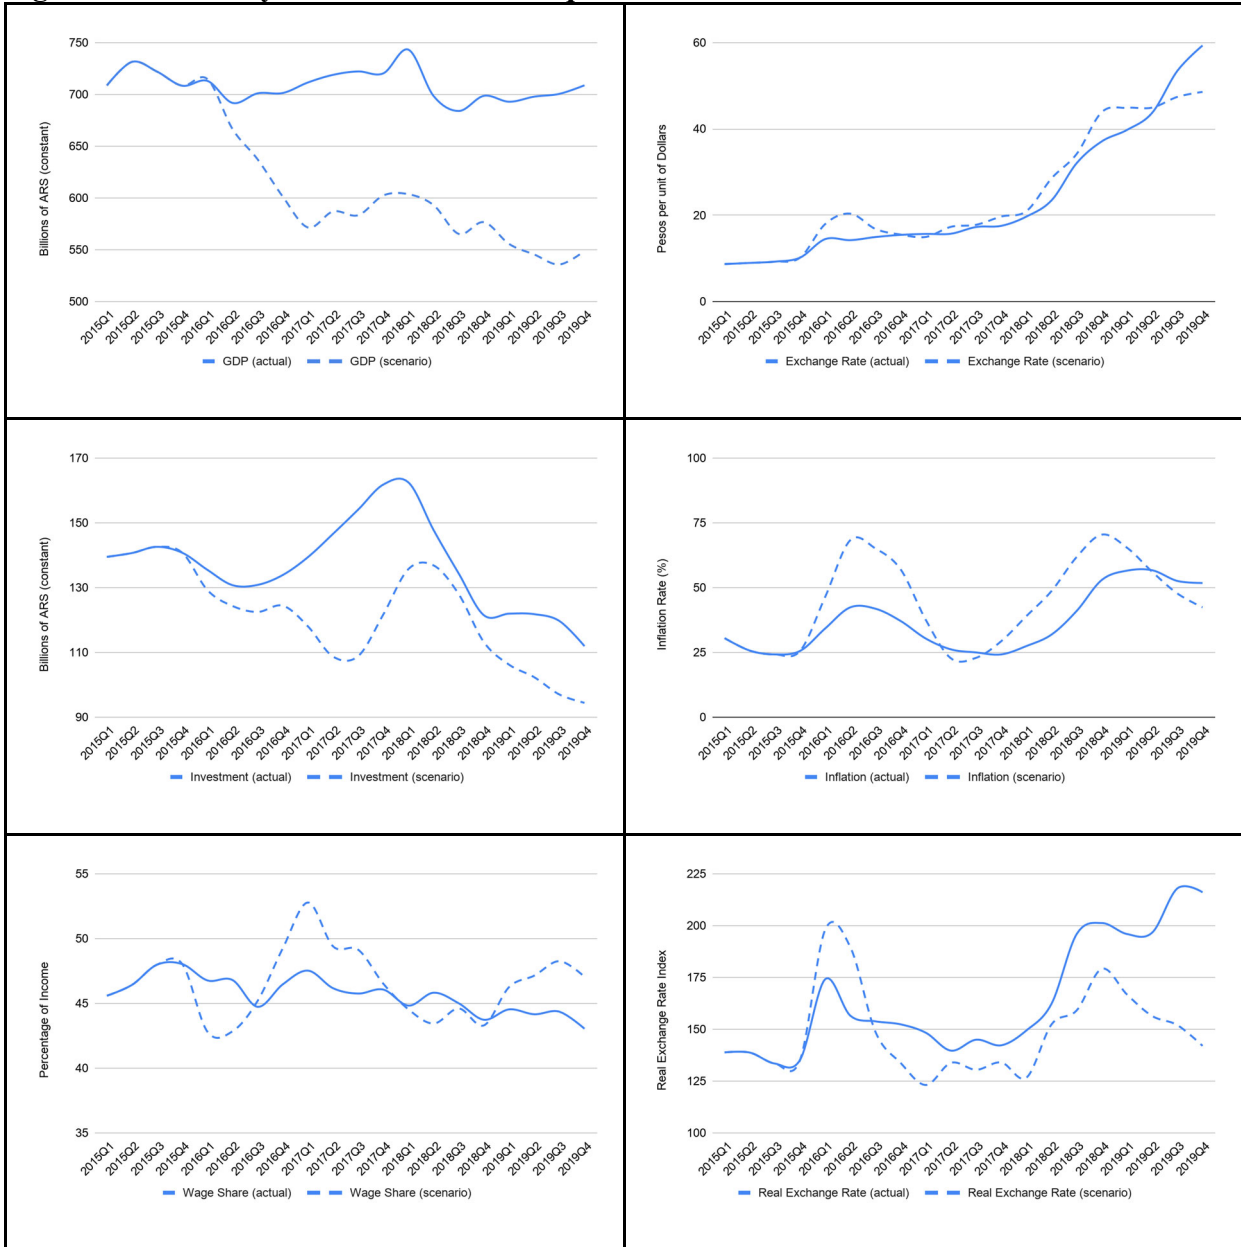 750
700
650
600
550
500
Billions of ARS (constant)
2015Q1 2015Q2 2015Q3 2015Q4 2016Q1 2016Q2 2016Q3 2016Q4 2017Q1 2017Q2 2017Q3 2017Q4 2018Q1 2018Q2 2018Q3 2018Q4 2019Q1 2019Q2 2019Q3 2019Q4
GDP (actual) GDP (scenario)
60
40
20
0
Pesos per unit of Dollars
2015Q1 2015Q2 2015Q3 2015Q4 2016Q1 2016Q2 2016Q3 2016Q4 2017Q1 2017Q2 2017Q3 2017Q4 2018Q1 2018Q2 2018Q3 2018Q4 2019Q1 2019Q2 2019Q3 2019Q4
Exchange Rate (actual) Exchange Rate (scenario)
170
150
130
110
90
Billions of ARS (constant)
2015Q1 2015Q2 2015Q3 2015Q4 2016Q1 2016Q2 2016Q3 2016Q4 2017Q1 2017Q2 2017Q3 2017Q4 2018Q1 2018Q2 2018Q3 2018Q4 2019Q1 2019Q2 2019Q3 2019Q4
Investment (actual) Investment (scenario)
100
75
50
25
0
Inflation Rate (%)
2015Q1 2015Q2 2015Q3 2015Q4 2016Q1 2016Q2 2016Q3 2016Q4 2017Q1 2017Q2 2017Q3 2017Q4 2018Q1 2018Q2 2018Q3 2018Q4 2019Q1 2019Q2 2019Q3 2019Q4
Inflation (actual) Inflation (scenario)
55
50
45
40
35
Percentage of Income
2015Q1 2015Q2 2015Q3 2015Q4 2016Q1 2016Q2 2016Q3 2016Q4 2017Q1 2017Q2 2017Q3 2017Q4 2018Q1 2018Q2 2018Q3 2018Q4 2019Q1 2019Q2 2019Q3 2019Q4
Wage Share (actual) Wage Share (scenario)
225
200
175
150
125
100
Real Exchange Rate Index
2015Q1 2015Q2 2015Q3 2015Q4 2016Q1 2016Q2 2016Q3 2016Q4 2017Q1 2017Q2 2017Q3 2017Q4 2018Q1 2018Q2 2018Q3 2018Q4 2019Q1 2019Q2 2019Q3 2019Q4
Real Exchange Rate (actual) Real Exchange Rate (scenario)